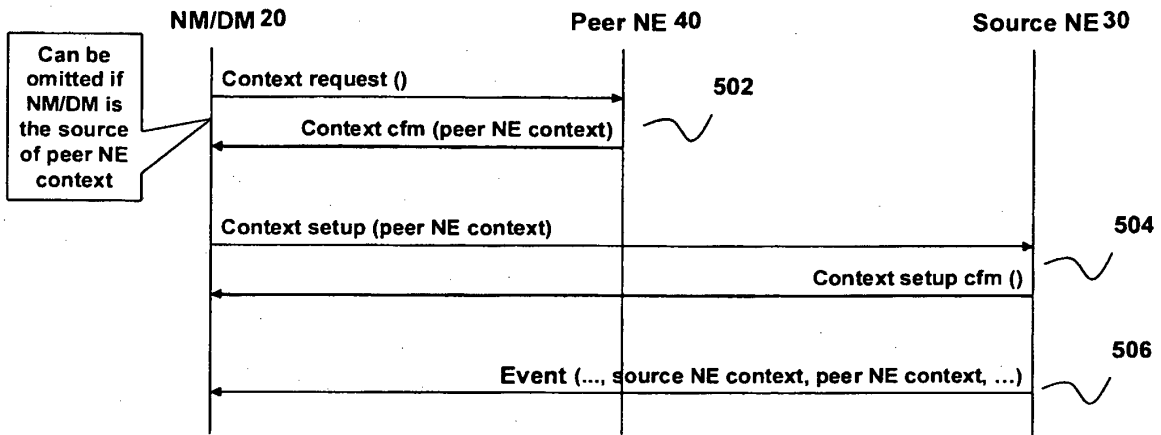 NM/DM 20
Peer NE 40
Source NE 30
Can be
omitted if
NM/DM is
the source
of peer NE
context
Context request ()
502
Context cfm (peer NE context)
Context setup (peer NE context)
504
Context setup cfm ()
506
Event (..., source NE context, peer NE context, ...)